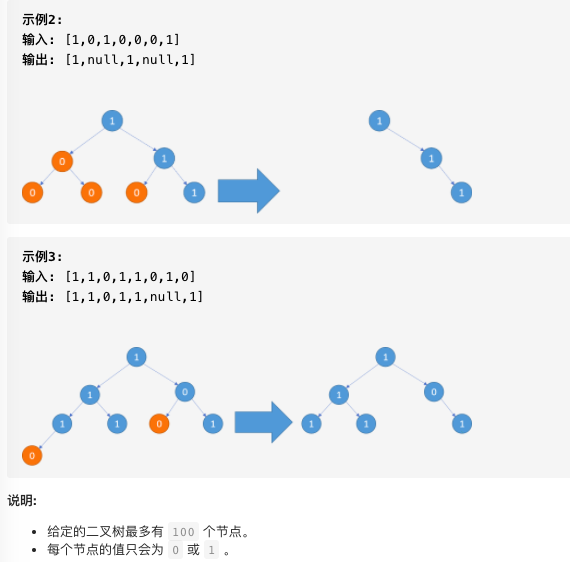 示例2:
输入: [1,0,1,0,0,0,1]
输出: [1,null,1,null,1]
1
1
0
1
1
0
0
0
1
1
示例3:
输入: [1,1,0,1,1,0,1,0]
输出: [1,1,0,1,1,null,1]
1
1
1
0
1
0
1
1
0
1
1
1
1
0
说明:
给定的二叉树最多有 100 个节点。
每个节点的值只会为 0 或 1 。